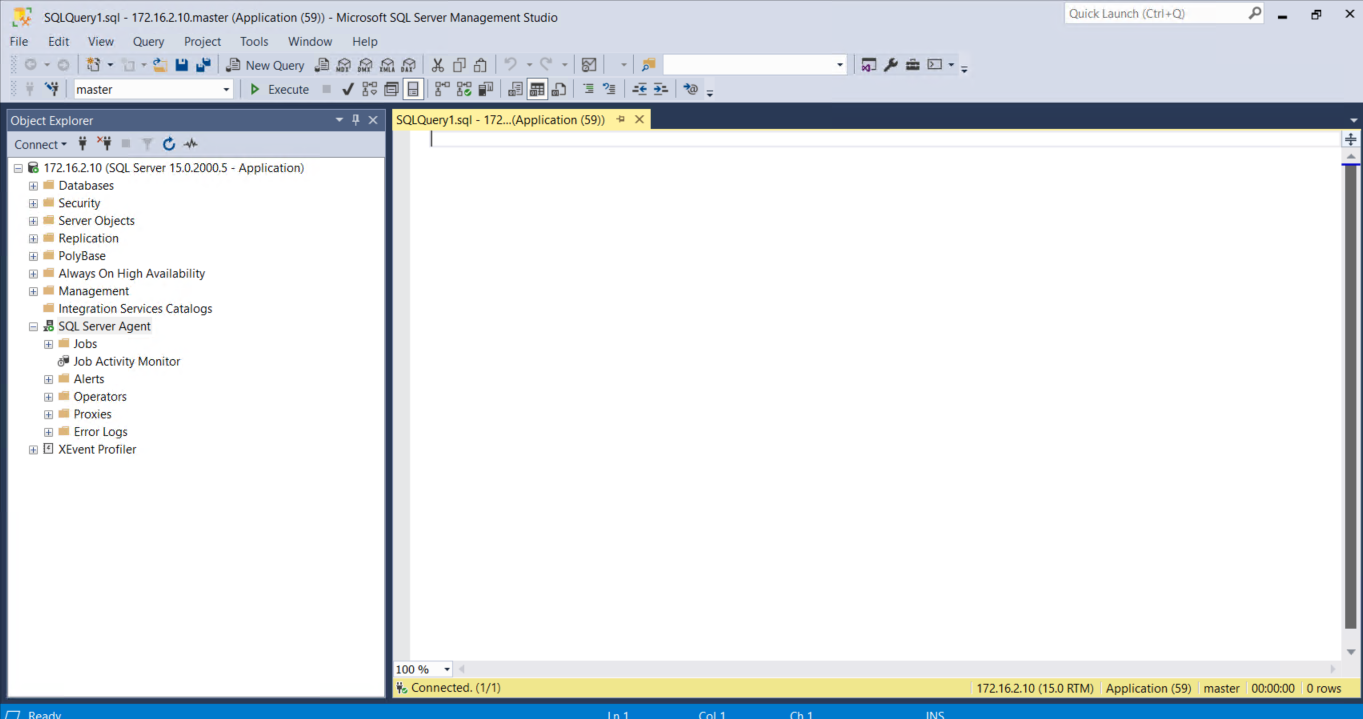 SQLQuery1.sql - 172.16.2.10.master (Application (59)) - Microsoft SQL Server Management Studio
Quick Launch (Ctrl+Q)
File Edit View Query Project Tools Window Help
New Query MDX DMX XMLA DAX
master Execute
Object Explorer
SQLQuery1.sql - 172...(Application (59))
Connect
172.16.2.10 (SQL Server 15.0.2000.5 - Application)
Databases
Security
Server Objects
Replication
PolyBase
Always On High Availability
Management
Integration Services Catalogs
SQL Server Agent
Jobs
Job Activity Monitor
Alerts
Operators
Proxies
Error Logs
XEvent Profiler
100 %
Connected. (1/1) 172.16.2.10 (15.0 RTM) Application (59) master 00:00:00 0 rows
Ready Ln 1 Col 1 Ch 1 INS